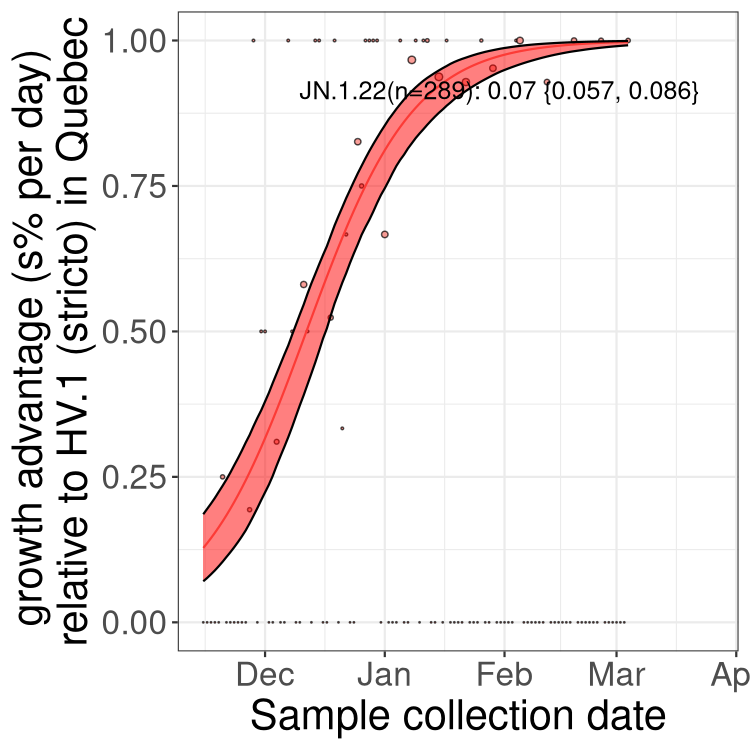 growth advantage (s% per day)
relative to HV.1 (stricto) in Quebec
1.00
JN.1.22(n=289): 0.07 {0.057, 0.086}
0.75
0.50
0.25
0.00
Dec Jan Feb Mar Ap
Sample collection date